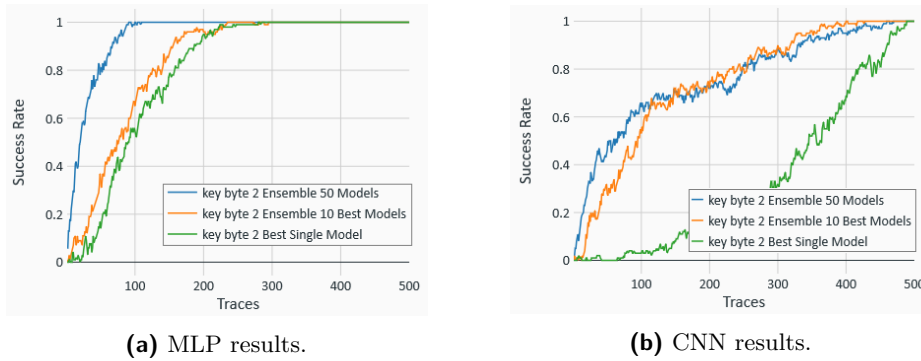 1
0.8
0.6
0.4
0.2
0
Success Rate
key byte 2 Ensemble 50 Models
key byte 2 Ensemble 10 Best Models
key byte 2 Best Single Model
100
200
300
400
500
Traces
(a) MLP results.
1
0.8
0.6
0.4
0.2
0
Success Rate
key byte 2 Ensemble 50 Models
key byte 2 Ensemble 10 Best Models
key byte 2 Best Single Model
100
200
300
400
500
Traces
(b) CNN results.